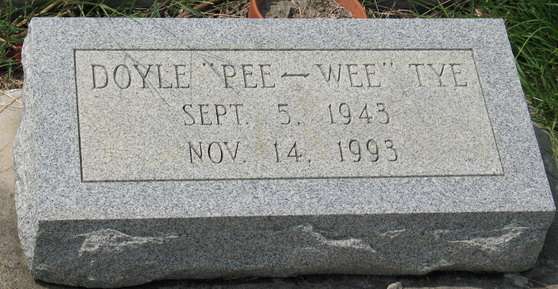 DOYLE "PEE-WEE" TYE
SEPT. 5, 1943
NOV. 14, 1993